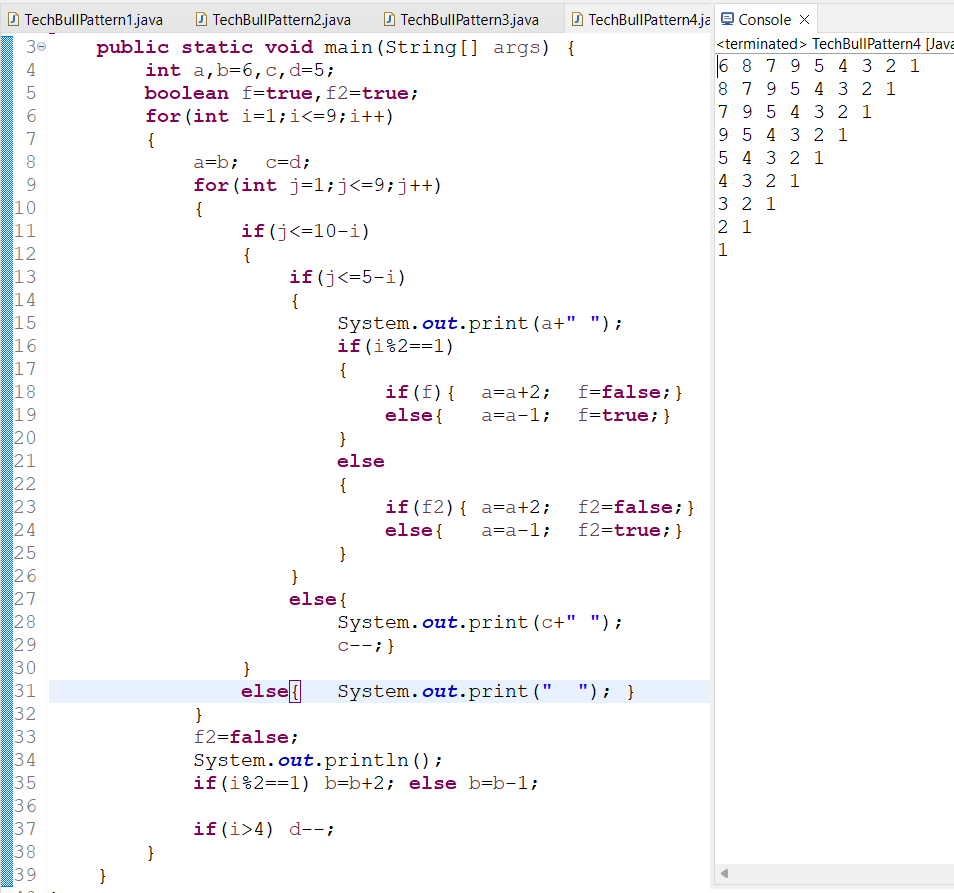 TechBullPattern1.java TechBullPattern2.java TechBullPattern3.java TechBullPattern4.ja
3 public static void main(String[] args) {
4 int a,b=6,c,d=5;
5 boolean f=true,f2=true;
6 for(int i=1;i<=9;i++)
7 {
8 a=b; c=d;
9 for(int j=1;j<=9;j++)
10 {
11 if(j<=10-i)
12 {
13 if(j<=5-i)
14 {
15 System.out.print(a+" ");
16 if(i%2==1)
17 {
18 if(f){ a=a+2; f=false;}
19 else{ a=a-1; f=true;}
20 }
21 else
22 {
23 if(f2){ a=a+2; f2=false;}
24 else{ a=a-1; f2=true;}
25 }
26 }
27 else{
28 System.out.print(c+" ");
29 c--;}
30 }
31 else{ System.out.print("  "); }
32 }
33 f2=false;
34 System.out.println();
35 if(i%2==1) b=b+2; else b=b-1;
36
37 if(i>4) d--;
38 }
39 }
Console
<terminated> TechBullPattern4 [Java
6 8 7 9 5 4 3 2 1
8 7 9 5 4 3 2 1
7 9 5 4 3 2 1
9 5 4 3 2 1
5 4 3 2 1
4 3 2 1
3 2 1
2 1
1